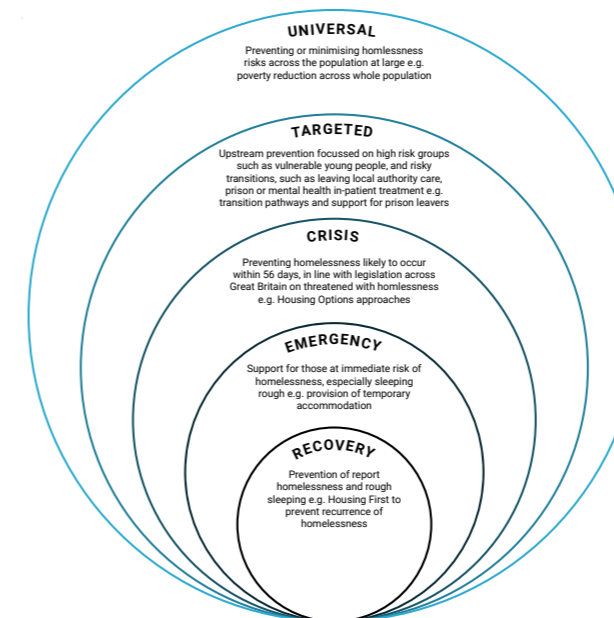 UNIVERSAL
Preventing or minimising homlessness
risks across the population at large e.g.
poverty reduction across whole population
TARGETED
Upstream prevention focussed on high risk groups
such as vulnerable young people, and risky
transitions, such as leaving local authority care,
prison or mental health in-patient treatment e.g.
transition pathways and support for prison leavers
CRISIS
Preventing homelessness likely to occur
within 56 days, in line with legislation across
Great Britain on threatened with homlessness
e.g. Housing Options approaches
EMERGENCY
Support for those at immediate risk of
homelessness, especially sleeping
rough e.g. provision of temporary
accommodation
RECOVERY
Prevention of report
homelessness and rough
sleeping e.g. Housing First to
prevent recurrence of
homelessness